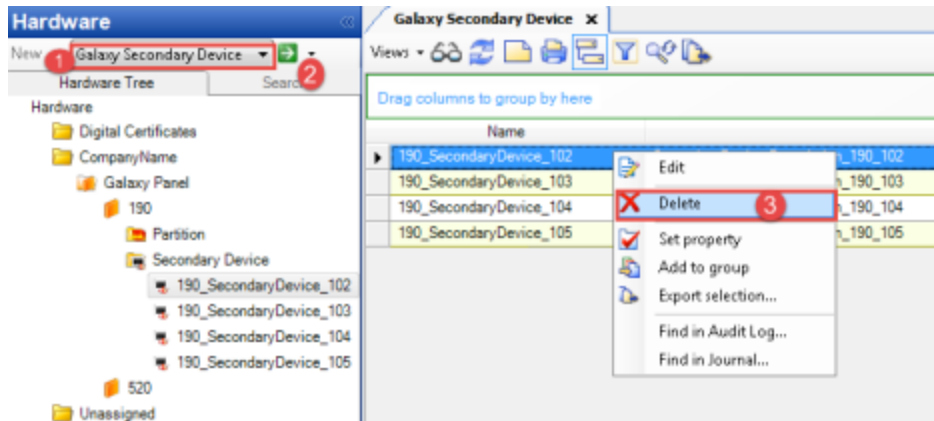 Hardware
New
1
Galaxy Secondary Device
2
Hardware Tree
Hardware
Digital Certificates
CompanyName
Galaxy Panel
190
Partition
Secondary Device
190_SecondaryDevice_102
190_SecondaryDevice_103
190_SecondaryDevice_104
190_SecondaryDevice_105
520
Unassigned
Galaxy Secondary Device X
Views
Drag columns to group by here
Name
190_SecondaryDevice_102
190_SecondaryDevice_103
190_SecondaryDevice_104
190_SecondaryDevice_105
_190_102
_190_103
_190_104
_190_105
Edit
Delete
3
Set property
Add to group
Export selection...
Find in Audit Log...
Find in Journal...